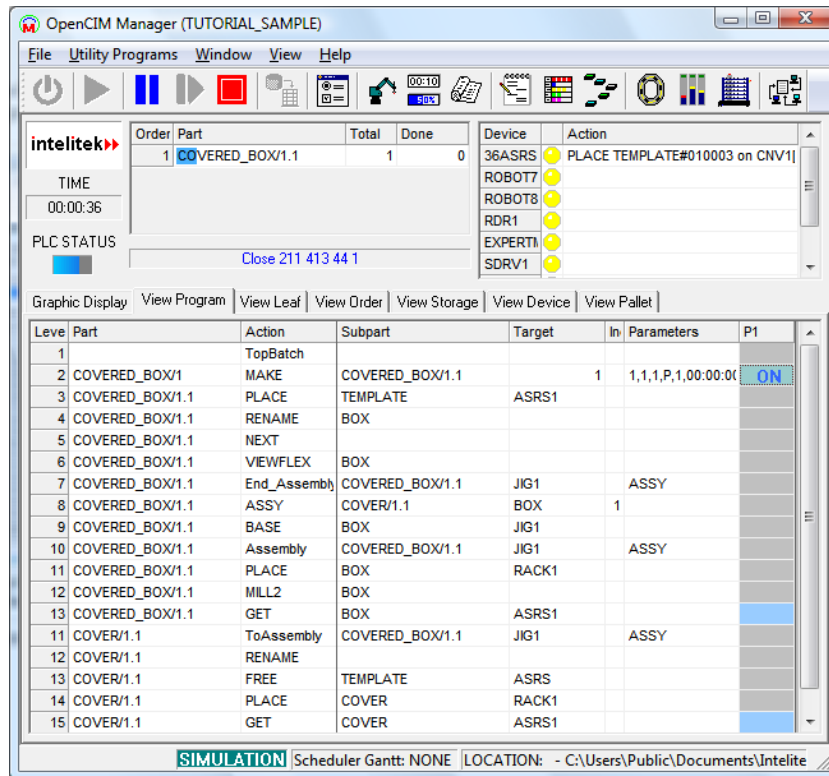 OpenCIM Manager (TUTORIAL_SAMPLE)
File Utility Programs Window View Help
00:10
50%
intelitek
TIME
00:00:36
PLC STATUS
Order Part Total Done
1 COVERED_BOX/1.1 1 0
Close 211 413 44 1
Device Action
36ASRS PLACE TEMPLATE#010003 on CNV1[
ROBOT7
ROBOT8
RDR1
EXPERTM
SDRV1
Graphic Display View Program View Leaf View Order View Storage View Device View Pallet
Leve Part Action Subpart Target In Parameters P1
1 TopBatch
2 COVERED_BOX/1 MAKE COVERED_BOX/1.1 1 1,1,1,P,1,00:00:00 ON
3 COVERED_BOX/1.1 PLACE TEMPLATE ASRS1
4 COVERED_BOX/1.1 RENAME BOX
5 COVERED_BOX/1.1 NEXT
6 COVERED_BOX/1.1 VIEWFLEX BOX
7 COVERED_BOX/1.1 End_Assembly COVERED_BOX/1.1 JIG1 ASSY
8 COVERED_BOX/1.1 ASSY COVER/1.1 BOX 1
9 COVERED_BOX/1.1 BASE BOX JIG1
10 COVERED_BOX/1.1 Assembly COVERED_BOX/1.1 JIG1 ASSY
11 COVERED_BOX/1.1 PLACE BOX RACK1
12 COVERED_BOX/1.1 MILL2 BOX
13 COVERED_BOX/1.1 GET BOX ASRS1
11 COVER/1.1 ToAssembly COVERED_BOX/1.1 JIG1 ASSY
12 COVER/1.1 RENAME
13 COVER/1.1 FREE TEMPLATE ASRS
14 COVER/1.1 PLACE COVER RACK1
15 COVER/1.1 GET COVER ASRS1
SIMULATION Scheduler Gantt: NONE LOCATION: - C:\Users\Public\Documents\Intelite